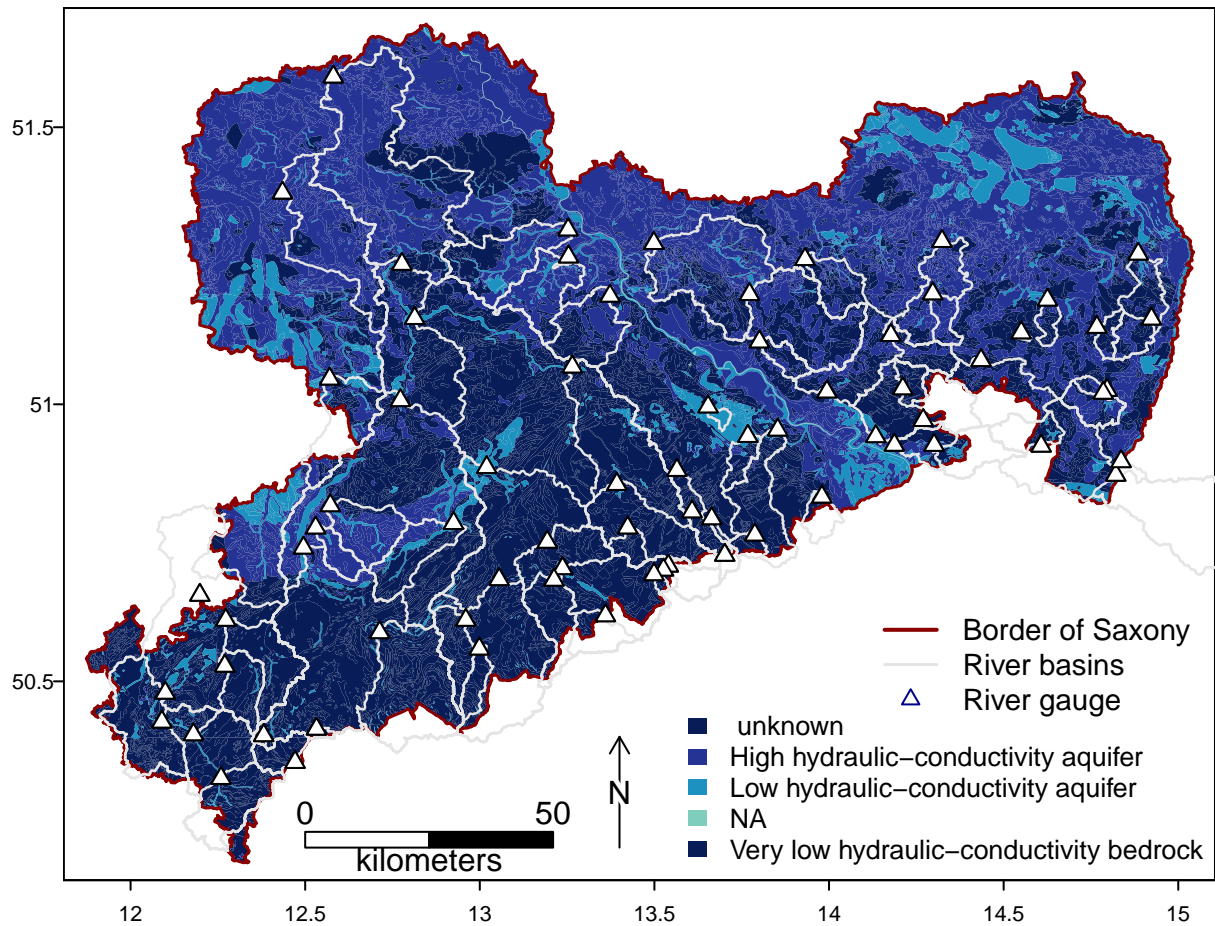 51.5
51
50.5
Border of Saxony
River basins
River gauge
unknown
High hydraulic−conductivity aquifer
Low hydraulic−conductivity aquifer
NA
Very low hydraulic−conductivity bedrock
N
0 50
kilometers
12 12.5 13 13.5 14 14.5 15